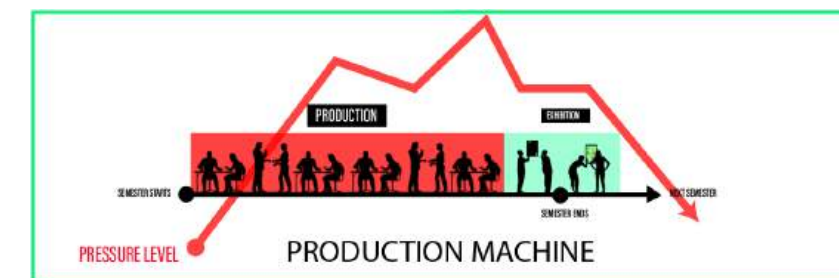 PRODUCTION
EXHIBITION
SEMESTER STARTS
NEXT SEMESTER
SEMESTER ENDS
PRESSURE LEVEL
PRODUCTION MACHINE